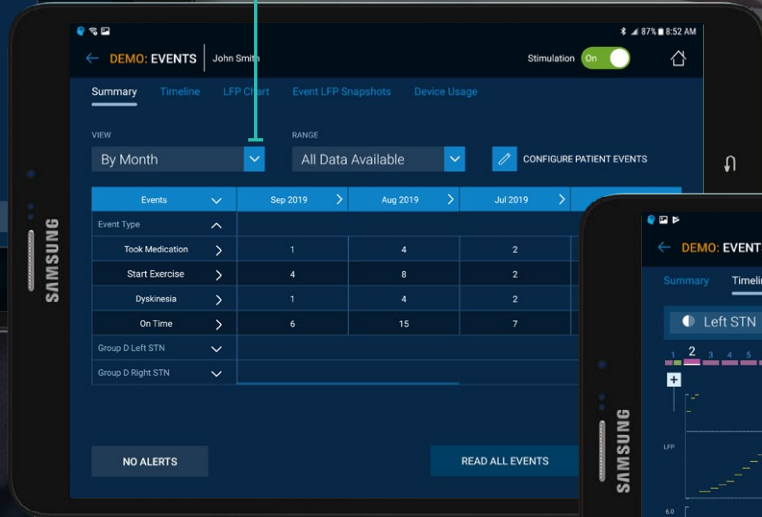 87% 8:52 AM
DEMO: EVENTS John Smith Stimulation On
Summary Timeline LFP Chart Event LFP Snapshots Device Usage
VIEW RANGE
By Month All Data Available CONFIGURE PATIENT EVENTS
Events Sep 2019 Aug 2019 Jul 2019
Event Type
Took Medication 1 4 2
Start Exercise 4 8 2
Dyskinesia 1 4 2
On Time 6 15 7
Group D Left STN
Group D Right STN
NO ALERTS READ ALL EVENTS
SAMSUNG
DEMO: EVENTS
Summary Timeli
Left STN
1 2 3 4 5
LFP
6.0
SAMSUNG